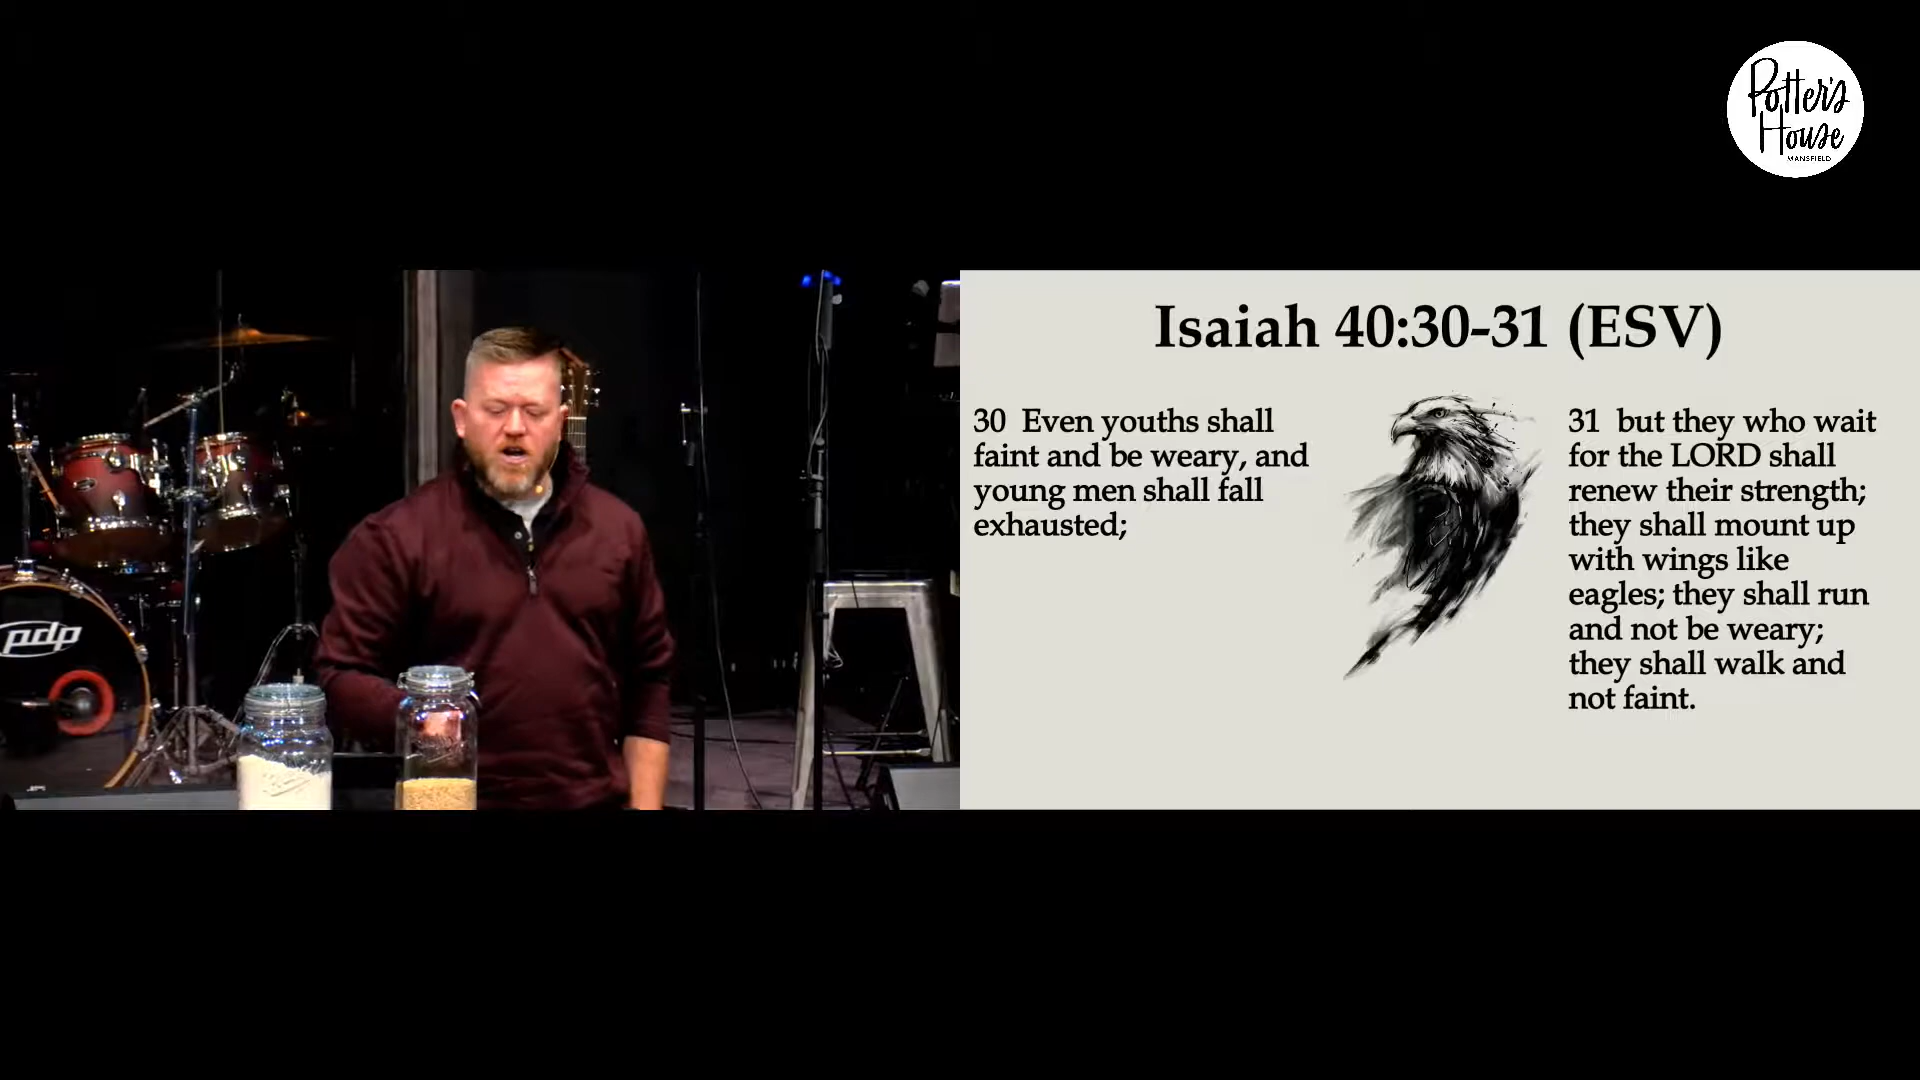 Potter's
House
MANSFIELD
Isaiah 40:30-31 (ESV)
30 Even youths shall
faint and be weary, and
young men shall fall
exhausted;
31 but they who wait
for the LORD shall
renew their strength;
they shall mount up
with wings like
eagles; they shall run
and not be weary;
they shall walk and
not faint.
pdp